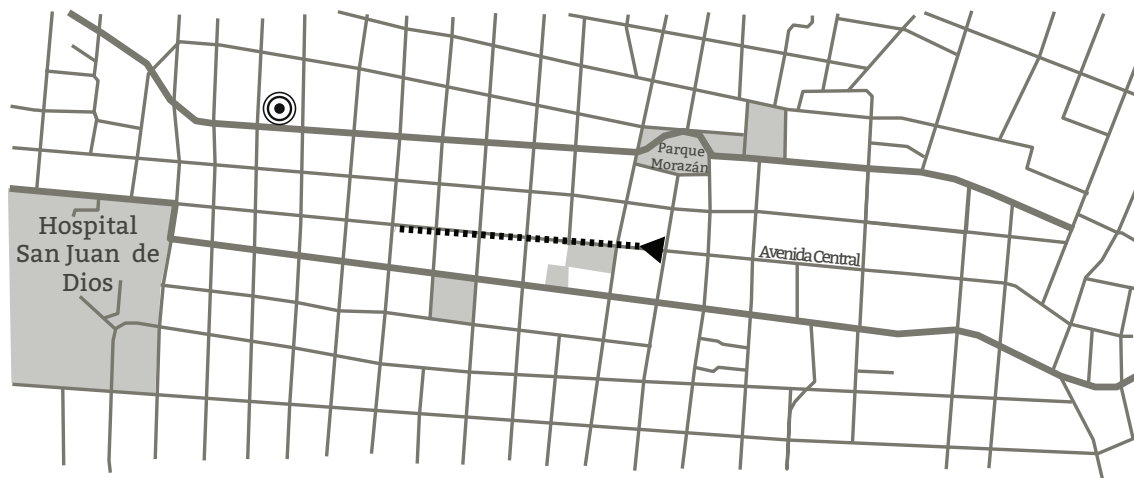 Parque
Morazán
Hospital
San Juan de
Dios
Avenida Central